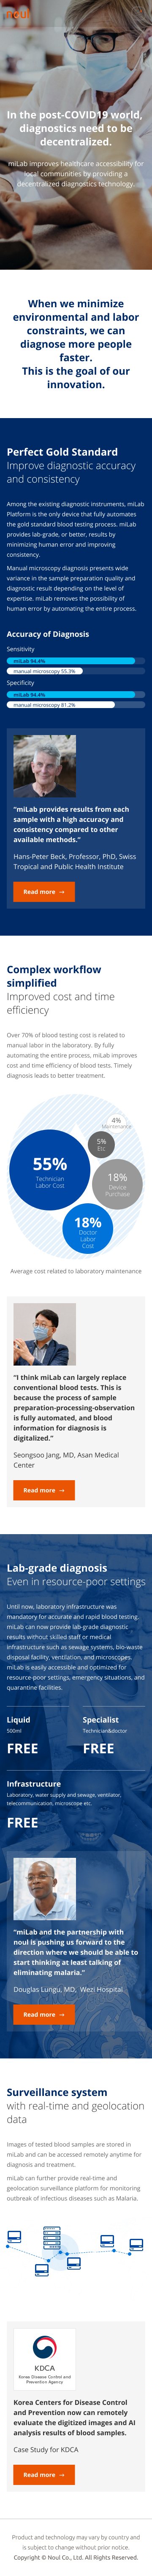 noul
In the post-COVID19 world,
diagnostics need to be
decentralized.
miLab improves healthcare accessibility for
local communities by providing a
decentralized diagnostics technology
When we minimize
environmental and labor
constraints, we can
diagnose more people
faster.
This is the goal of our
innovation.
Perfect Gold Standard
Improve diagnostic accuracy
and consistency
Among the existing diagnostic instruments, miLab
Platform is the only device that fully automates
the gold standard blood testing process. miLab
provides lab-grade, or better, results by
minimizing human error and improving
consistency.
Manual microscopy diagnosis presents wide
variance in the sample preparation quality and
diagnostic result depending on the level of
expertise. miLab removes the possibility of
human error by automating the entire process.
Accuracy of Diagnosis
Sensitivity
miLab 94.4%
manual microscopy 55.3%
Specificity
miLab 94.4%
manual microscopy 81.2%
“miLab provides results from each
sample with a high accuracy and
consistency compared to other
available methods.”
Hans-Peter Beck, Professor, PhD, Swiss
Tropical and Public Health Institute
Read more →
Complex workflow
simplified
Improved cost and time
efficiency
Over 70% of blood testing cost is related to
manual labor in the laboratory. By fully
automating the entire process, miLab improves
cost and time efficiency of blood tests. Timely
diagnosis leads to better treatment.
4%
Maintenance
5%
Etc
55%
Technician
Labor Cost
18%
Device
Purchase
18%
Doctor
Labor
Cost
Average cost related to laboratory maintenance
“I think miLab can largely replace
conventional blood tests. This is
because the process of sample
preparation-processing-observation
is fully automated, and blood
information for diagnosis is
digitalized.”
Seongsoo Jang, MD, Asan Medical
Center
Read more →
Lab-grade diagnosis
Even in resource-poor settings
Until now, laboratory infrastructure was
mandatory for accurate and rapid blood testing.
miLab can now provide lab-grade diagnostic
results without skilled staff or medical
infrastructure such as sewage systems, bio-waste
disposal facility, ventilation, and microscopes.
miLab is easily accessible and optimized for
resource-poor settings, emergency situations, and
quarantine facilities.
Liquid
500ml
FREE
Specialist
Technician&doctor
FREE
Infrastructure
Laboratory, water supply and sewage, ventilator,
telecommunication, microscope etc.
FREE
“miLab and the partnership with
noul is pushing us forward to the
direction where we should be able to
start thinking at least talking of
eliminating malaria.”
Douglas Lungu, MD, Wezi Hospital
Read more →
Surveillance system
with real-time and geolocation
data
Images of tested blood samples are stored in
miLab and can be accessed remotely anytime for
diagnosis and treatment.
miLab can further provide real-time and
geolocation surveillance platform for monitoring
outbreak of infectious diseases such as Malaria.
KDCA
Korea Disease Control and
Prevention Agency
Korea Centers for Disease Control
and Prevention now can remotely
evaluate the digitized images and AI
analysis results of blood samples.
Case Study for KDCA
Read more →
Product and technology may vary by country and
is subject to change without prior notice.
Copyright © Noul Co., Ltd. All Rights Reserved.